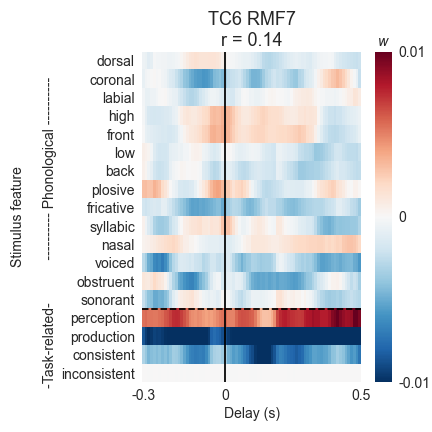 TC6 RMF7
r = 0.14
w
dorsal
coronal
labial
high
front
low
back
plosive
fricative
syllabic
nasal
voiced
obstruent
sonorant
perception
production
consistent
inconsistent
Stimulus feature
-Task-related- ---------- Phonological ----------
0.01
0
-0.01
-0.3 0 0.5
Delay (s)